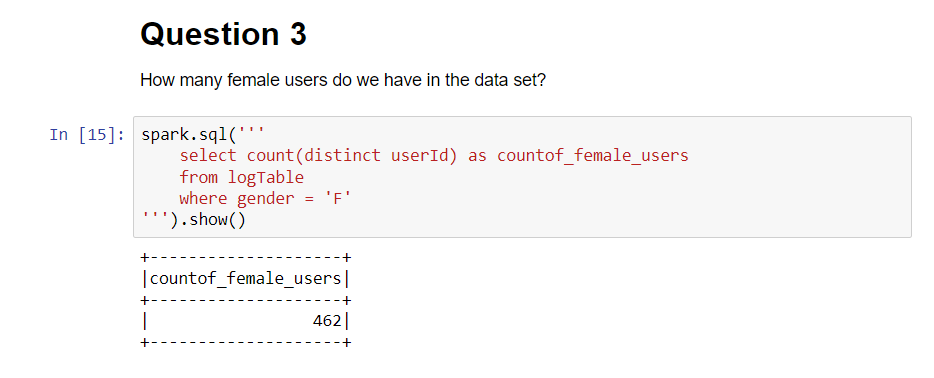 Question 3
How many female users do we have in the data set?
In [15]: spark.sql('''
    select count(distinct userId) as countof_female_users
    from logTable
    where gender = 'F'
''').show()
+--------------------+
|countof_female_users|
+--------------------+
|                 462|
+--------------------+